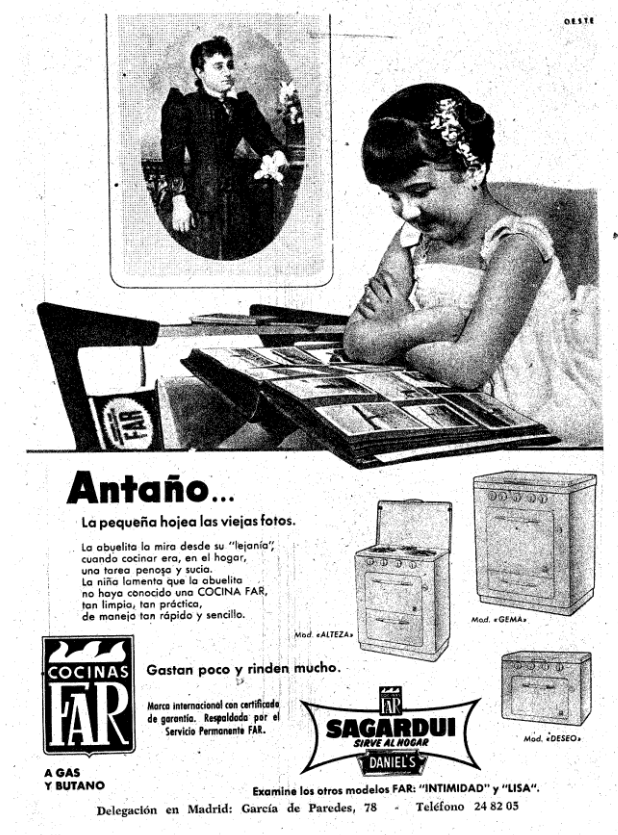 O.E.S.T.E
FAR
Antaño...
La pequeña hojea las viejas fotos.
La abuelita la mira desde su "lejanía",
cuando cocinar era, en el hogar,
una tarea penosa y sucia.
La niña lamenta que la abuelita
no haya conocido una COCINA FAR,
tan limpia, tan práctica,
de manejo tan rápido y sencillo.
Mod. «ALTEZA»
Mod. «GEMA»
Mod. «DESEO»
COCINAS
FAR
A GAS
Y BUTANO
Gastan poco y rinden mucho.
Marca internacional con certificado
de garantía. Respaldada por el
Servicio Permanente FAR.
COCINAS
FAR
SAGARDUI
SIRVE AL HOGAR
DANIEL'S
Examine los otros modelos FAR: "INTIMIDAD" y "LISA".
Delegación en Madrid: García de Paredes, 78 - Teléfono 24 82 05